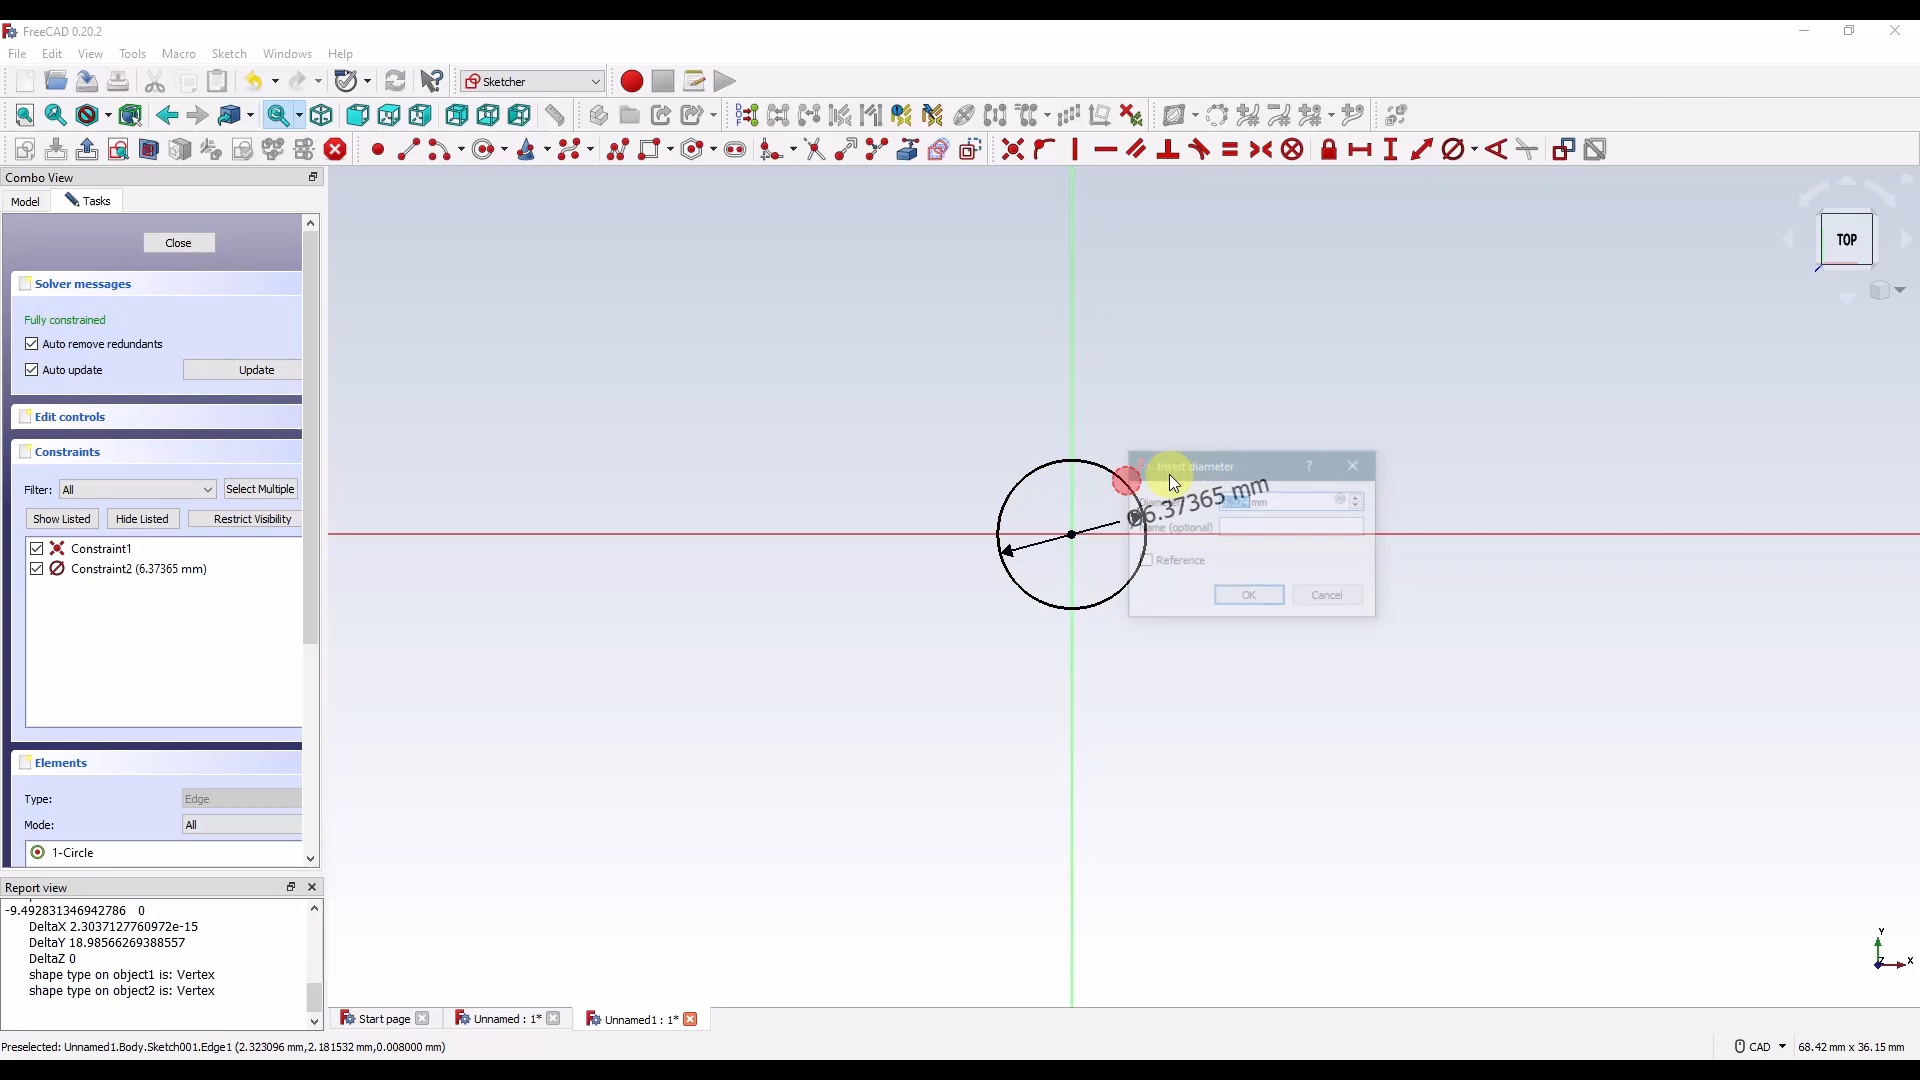 FreeCAD 0.20.2
File Edit View Tools Macro Sketch Windows Help
Sketcher
Combo View
Model Tasks
Close
Solver messages
Fully constrained
Auto remove redundants
Auto update Update
Edit controls
Constraints
Filter: All Select Multiple
Show Listed Hide Listed Restrict Visibility
Constraint1
Constraint2 (6.37365 mm)
Elements
Type: Edge
Mode: All
1-Circle
Report view
-9.492831346942786 0
DeltaX 2.3037127760972e-15
DeltaY 18.98566269388557
DeltaZ 0
shape type on object1 is: Vertex
shape type on object2 is: Vertex
TOP
Insert diameter ?
⌀6.37365 mm
mm
(optional)
Reference
OK Cancel
Y
Z X
Start page Unnamed : 1* Unnamed1 : 1*
Preselected: Unnamed1.Body.Sketch001.Edge1 (2.323096 mm,2.181532 mm,0.008000 mm)
CAD 68.42 mm x 36.15 mm